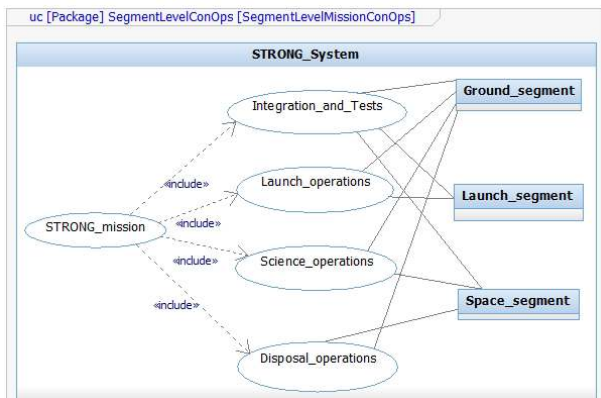 uc [Package] SegmentLevelConOps [SegmentLevelMissionConOps]
STRONG_System
Integration_and_Tests
Ground_segment
«include»
Launch_operations
Launch_segment
STRONG_mission
«include»
«include»
Science_operations
Space_segment
«include»
Disposal_operations